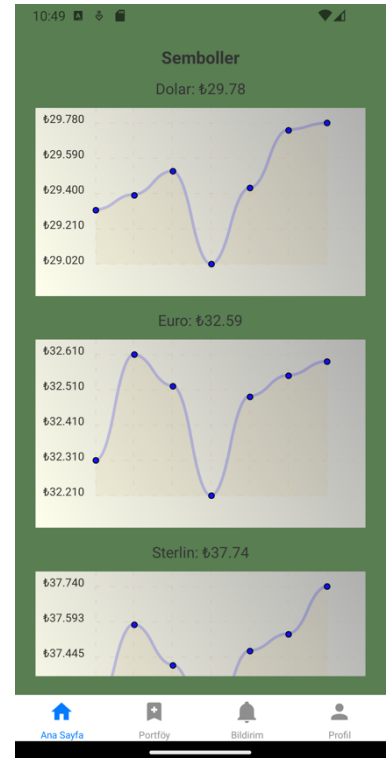 10:49
Semboller
Dolar: ₺29.78
₺29.780
₺29.590
₺29.400
₺29.210
₺29.020
Euro: ₺32.59
₺32.610
₺32.510
₺32.410
₺32.310
₺32.210
Sterlin: ₺37.74
₺37.740
₺37.593
₺37.445
Ana Sayfa Portföy Bildirim Profil